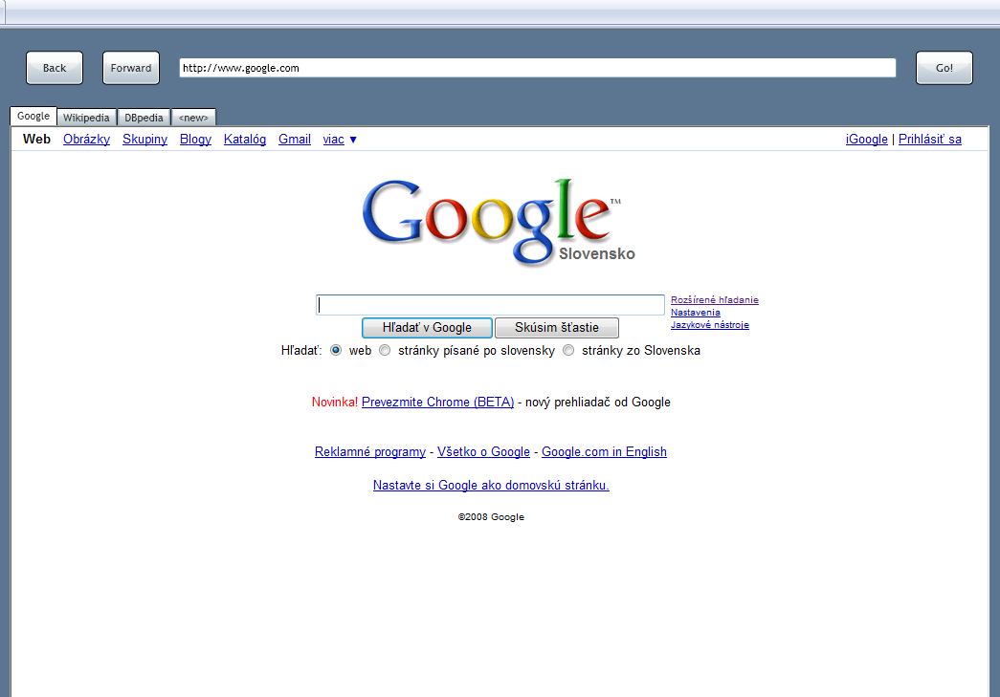 Back Forward http://www.google.com Go!
Google Wikipedia DBpedia <new>
Web Obrázky Skupiny Blogy Katalóg Gmail viac ▼ iGoogle | Prihlásiť sa
Google™
Slovensko
Rozšírené hľadanie
Nastavenia
Jazykové nástroje
Hľadať v Google Skúsim šťastie
Hľadať: web stránky písané po slovensky stránky zo Slovenska
Novinka! Prevezmite Chrome (BETA) - nový prehliadač od Google
Reklamné programy - Všetko o Google - Google.com in English
Nastavte si Google ako domovskú stránku.
©2008 Google